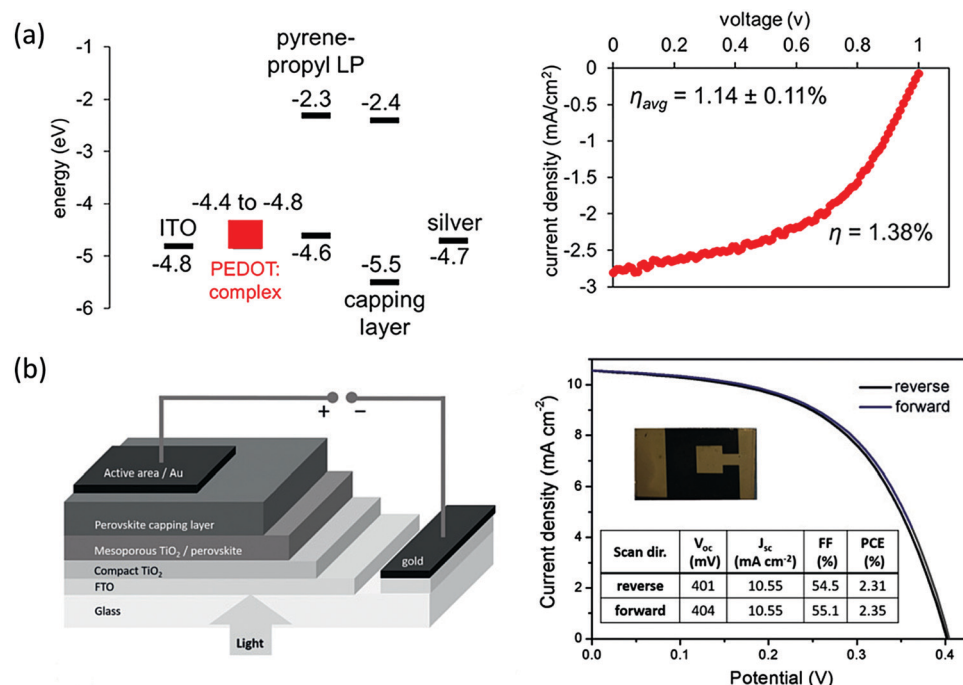 (a)
energy (eV)
-1
-2
-3
-4
-5
-6
pyrene-
propyl LP
-2.3
-2.4
-4.4 to -4.8
ITO
-4.8
PEDOT:
complex
-4.6
-5.5
capping
layer
silver
-4.7
voltage (v)
0 0.2 0.4 0.6 0.8 1
current density (mA/cm²)
0
-0.5
-1
-1.5
-2
-2.5
-3
ηavg = 1.14 ± 0.11%
η = 1.38%
(b)
+ −
Active area / Au
Perovskite capping layer
Mesoporous TiO₂ / perovskite
Compact TiO₂
FTO
Glass
gold
Light
Current density (mA cm⁻²)
10
8
6
4
2
0
reverse
forward
Scan dir. Voc (mV) Jsc (mA cm⁻²) FF (%) PCE (%)
reverse 401 10.55 54.5 2.31
forward 404 10.55 55.1 2.35
0.0 0.1 0.2 0.3 0.4
Potential (V)